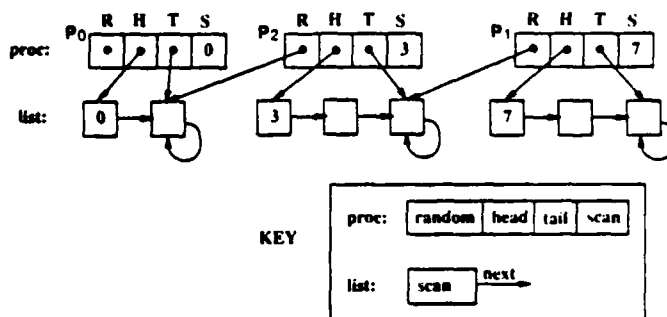 R H T S R H T S R H T S
P0 P2 P1
proc: 0 3 7
list: 0 3 7
proc: random head tail scan
KEY
next
list: scan